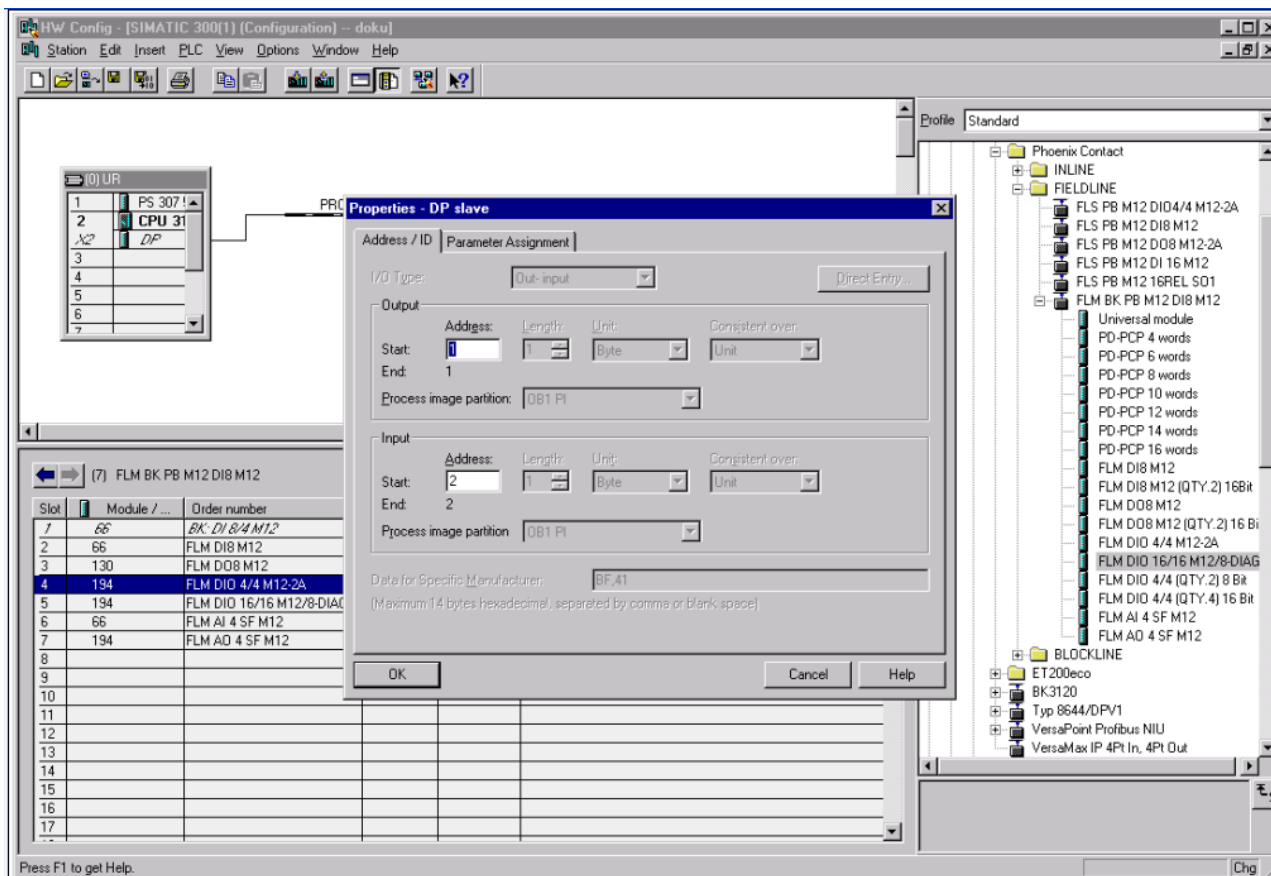 HW Config - [SIMATIC 300(1) (Configuration) -- doku]
Station Edit Insert PLC View Options Window Help
(0) UR
1 PS 307
2 CPU 31
X2 DP
3
4
5
6
7
PRO
Properties - DP slave
Address / ID Parameter Assignment
I/O Type: Out- input Direct Entry...
Output
Address: Length: Unit: Consistent over:
Start: 1 1 Byte Unit
End: 1
Process image partition: OB1 PI
Input
Address: Length: Unit: Consistent over:
Start: 2 1 Byte Unit
End: 2
Process image partition OB1 PI
Data for Specific Manufacturer: BF,41
(Maximum 14 bytes hexadecimal, separated by comma or blank space)
OK Cancel Help
(7) FLM BK PB M12 DI8 M12
Slot Module / ... Order number
1 66 BK: DI 8/4 M12
2 66 FLM DI8 M12
3 130 FLM DO8 M12
4 194 FLM DIO 4/4 M12-2A
5 194 FLM DIO 16/16 M12/8-DIAG
6 66 FLM AI 4 SF M12
7 194 FLM AO 4 SF M12
8
9
10
11
12
13
14
15
16
17
Profile Standard
Phoenix Contact
INLINE
FIELDLINE
FLS PB M12 DIO4/4 M12-2A
FLS PB M12 DI8 M12
FLS PB M12 DO8 M12-2A
FLS PB M12 DI 16 M12
FLS PB M12 16REL SO1
FLM BK PB M12 DI8 M12
Universal module
PD-PCP 4 words
PD-PCP 6 words
PD-PCP 8 words
PD-PCP 10 words
PD-PCP 12 words
PD-PCP 14 words
PD-PCP 16 words
FLM DI8 M12
FLM DI8 M12 (QTY.2) 16Bit
FLM DO8 M12
FLM DO8 M12 (QTY.2) 16 Bi
FLM DIO 4/4 M12-2A
FLM DIO 16/16 M12/8-DIAG
FLM DIO 4/4 (QTY.2) 8 Bit
FLM DIO 4/4 (QTY.4) 16 Bit
FLM AI 4 SF M12
FLM AO 4 SF M12
BLOCKLINE
ET200eco
BK3120
Typ 8644/DPV1
VersaPoint Profibus NIU
VersaMax IP 4Pt In, 4Pt Out
Press F1 to get Help.
Chg